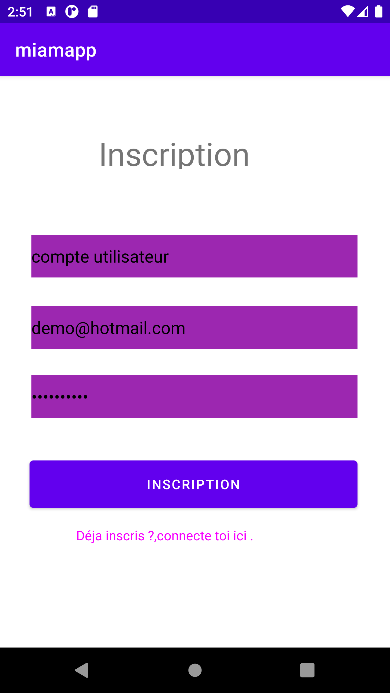 2:51
miamapp
Inscription
compte utilisateur
demo@hotmail.com
••••••••••
INSCRIPTION
Déja inscris ?,connecte toi ici .